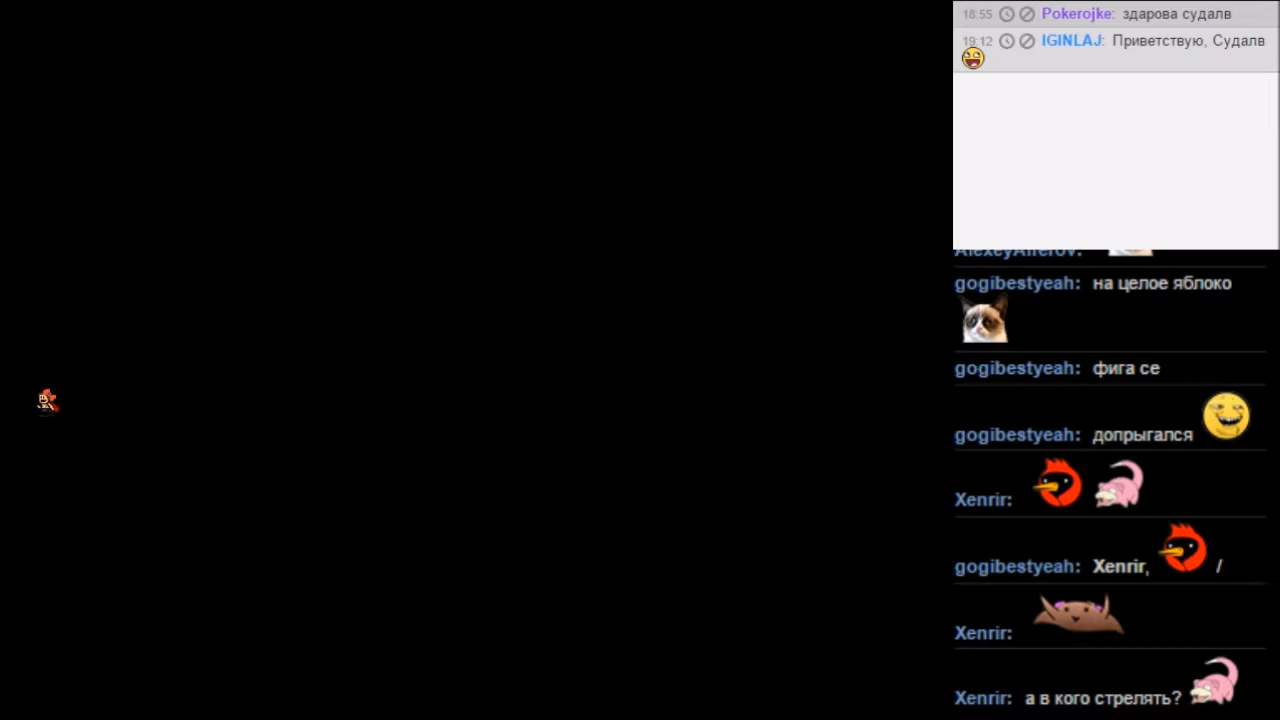 18:55 Pokerojke: здарова судалв
19:12 IGINLAJ: Приветствую, Судалв
AlexeyAlferov:
gogibestyeah: на целое яблоко
gogibestyeah: фига се
gogibestyeah: допрыгался
Xenrir:
gogibestyeah: Xenrir, /
Xenrir:
Xenrir: а в кого стрелять?